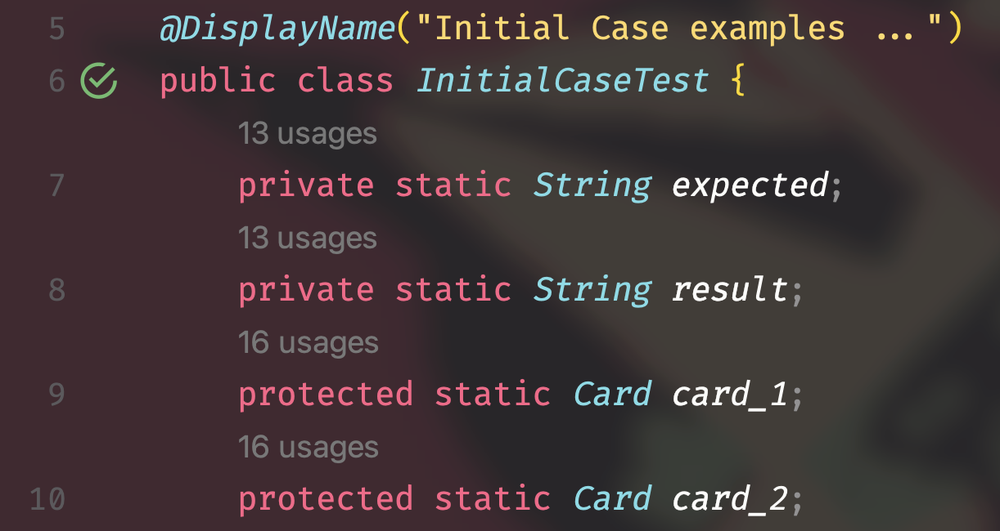 5 @DisplayName("Initial Case examples ...")
6 public class InitialCaseTest {
13 usages
7 private static String expected;
13 usages
8 private static String result;
16 usages
9 protected static Card card_1;
16 usages
10 protected static Card card_2;